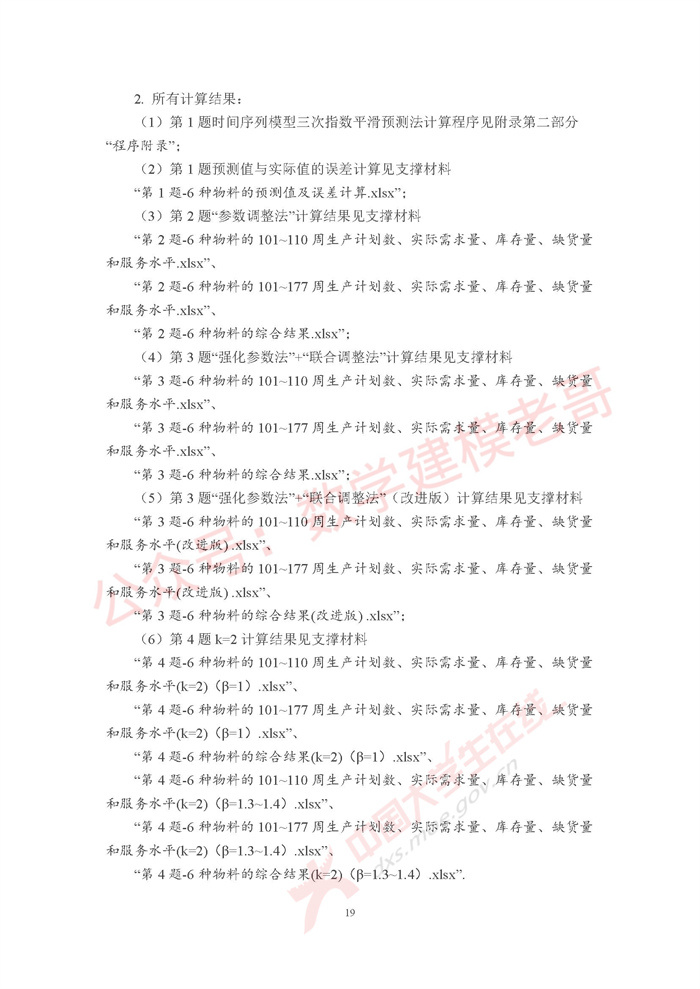 2. 所有计算结果：
（1）第 1 题时间序列模型三次指数平滑预测法计算程序见附录第二部分
“程序附录”；
（2）第 1 题预测值与实际值的误差计算见支撑材料
“第 1 题-6 种物料的预测值及误差计算.xlsx”；
（3）第 2 题“参数调整法”计算结果见支撑材料
“第 2 题-6 种物料的 101~110 周生产计划数、实际需求量、库存量、缺货量
和服务水平.xlsx”、
“第 2 题-6 种物料的 101~177 周生产计划数、实际需求量、库存量、缺货量
和服务水平.xlsx”、
“第 2 题-6 种物料的综合结果.xlsx”；
（4）第 3 题“强化参数法”+“联合调整法”计算结果见支撑材料
“第 3 题-6 种物料的 101~110 周生产计划数、实际需求量、库存量、缺货量
和服务水平.xlsx”、
“第 3 题-6 种物料的 101~177 周生产计划数、实际需求量、库存量、缺货量
和服务水平.xlsx”、
“第 3 题-6 种物料的综合结果.xlsx”；
（5）第 3 题“强化参数法”+“联合调整法”（改进版）计算结果见支撑材料
“第 3 题-6 种物料的 101~110 周生产计划数、实际需求量、库存量、缺货量
和服务水平(改进版) .xlsx”、
“第 3 题-6 种物料的 101~177 周生产计划数、实际需求量、库存量、缺货量
和服务水平(改进版) .xlsx”、
“第 3 题-6 种物料的综合结果(改进版) .xlsx”；
（6）第 4 题 k=2 计算结果见支撑材料
“第 4 题-6 种物料的 101~110 周生产计划数、实际需求量、库存量、缺货量
和服务水平(k=2)（β=1）.xlsx”、
“第 4 题-6 种物料的 101~177 周生产计划数、实际需求量、库存量、缺货量
和服务水平(k=2)（β=1）.xlsx”、
“第 4 题-6 种物料的综合结果(k=2)（β=1）.xlsx”、
“第 4 题-6 种物料的 101~110 周生产计划数、实际需求量、库存量、缺货量
和服务水平(k=2)（β=1.3~1.4）.xlsx”、
“第 4 题-6 种物料的 101~177 周生产计划数、实际需求量、库存量、缺货量
和服务水平(k=2)（β=1.3~1.4）.xlsx”、
“第 4 题-6 种物料的综合结果(k=2)（β=1.3~1.4）.xlsx”.
19
公众号：数学建模老哥
中国大学生在线
dxs.moe.gov.cn